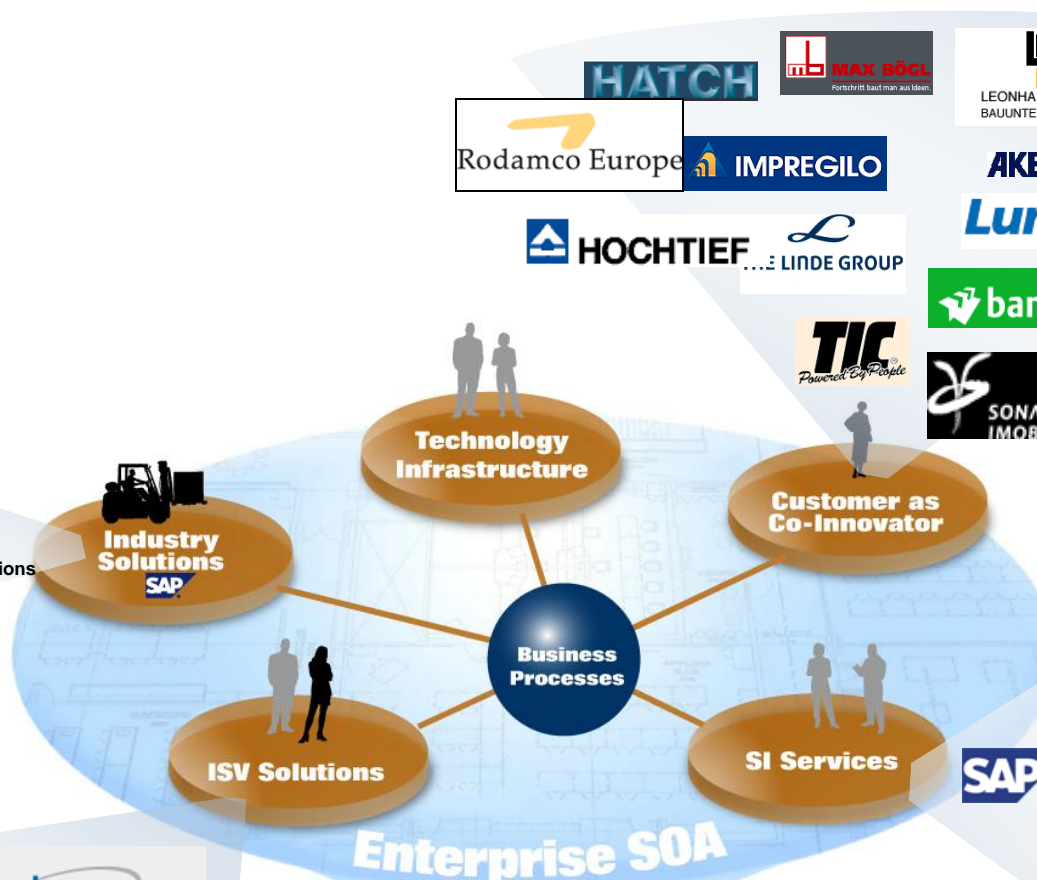 HATCH
MAX BÖGL
Fortschritt baut man aus Ideen.
LEONHA
BAUUNTE
Rodamco Europe
IMPREGILO
AKE
Lur
HOCHTIEF
THE LINDE GROUP
bar
TIC
Powered By People
SONA
IMOB
Technology
Infrastructure
Customer as
Co-Innovator
Industry
Solutions
SAP
ions
Business
Processes
ISV Solutions
SI Services
SAP
Enterprise SOA